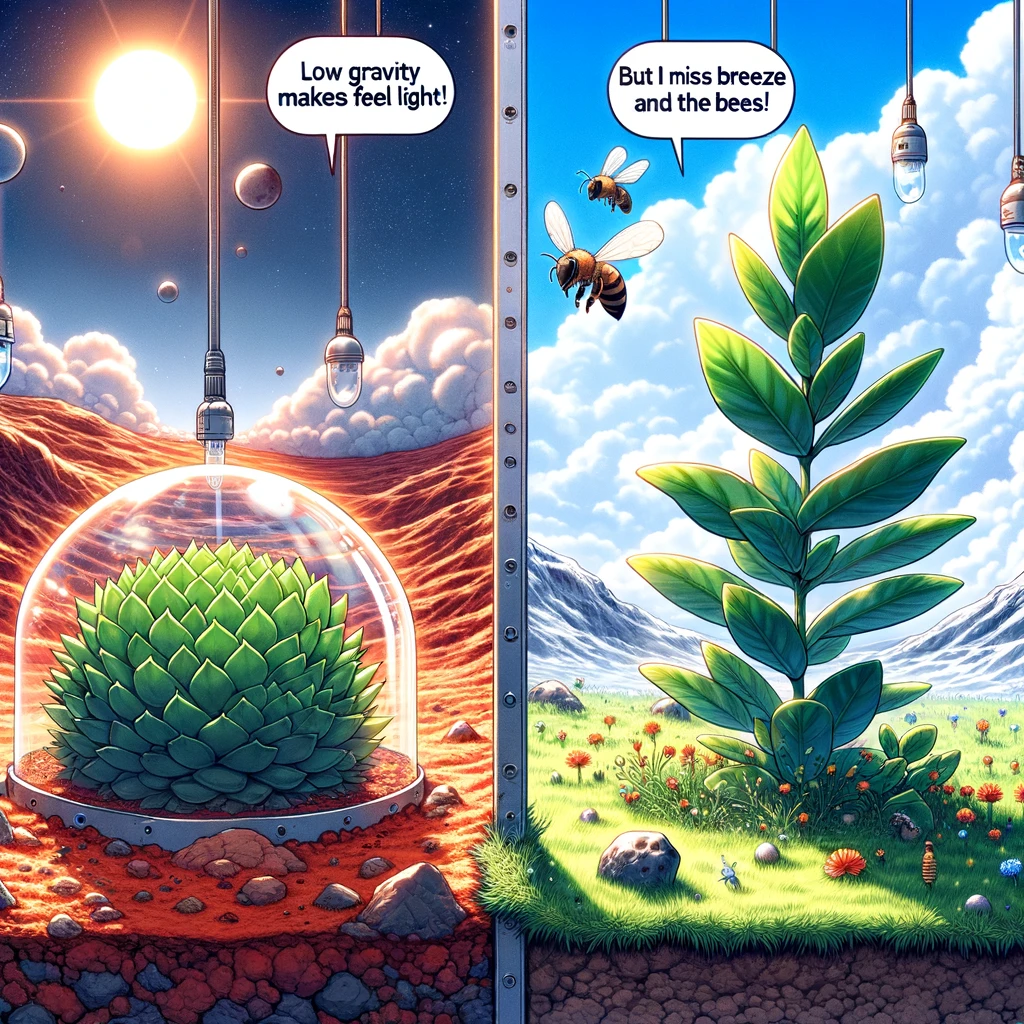 Low gravity
makes feel light!
But I miss breeze
and the bees!